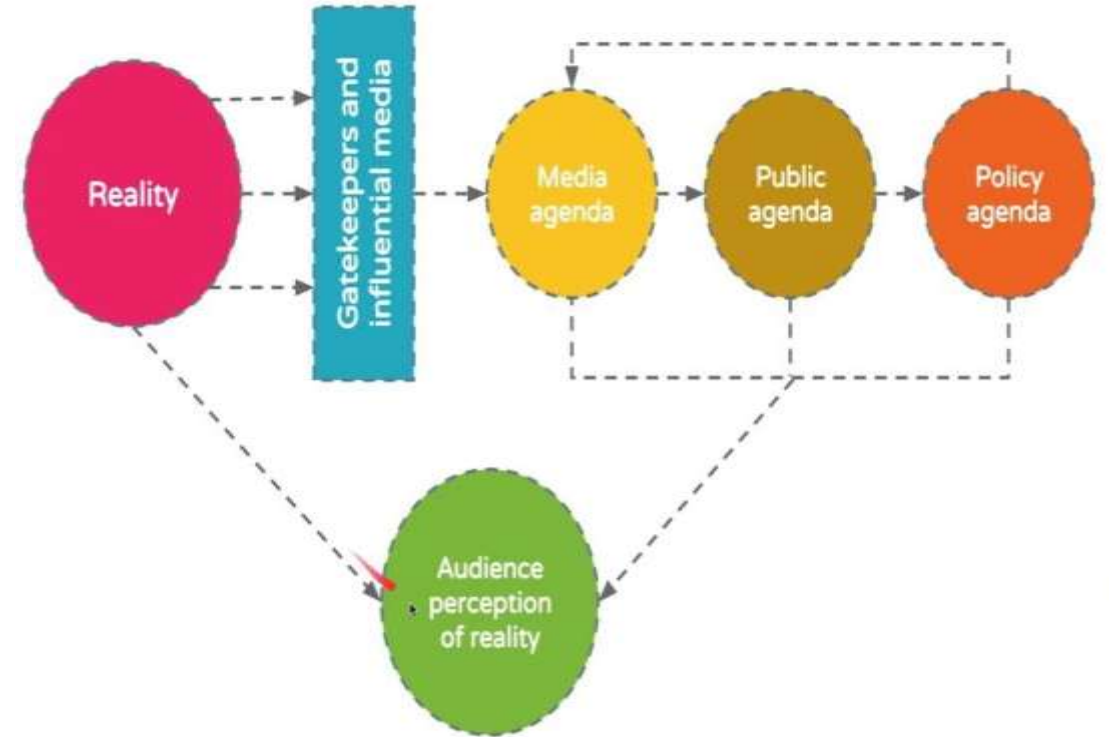 Reality
Gatekeepers and
influential media
Media
agenda
Public
agenda
Policy
agenda
Audience
perception
of reality